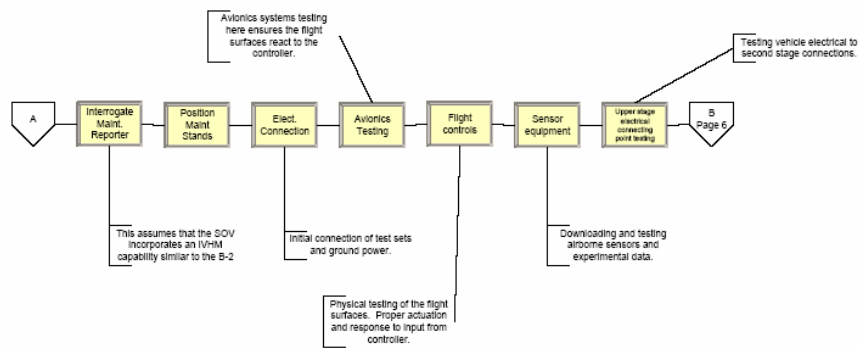 Avionics systems testing
here ensures the flight
surfaces react to the
controller.
Testing vehicle electrical to
second stage connections.
A
Interrogate
Maint.
Reporter
Position
Maint
Stands
Elect.
Connection
Avionics
Testing
Flight
controls
Sensor
equipment
Upper stage
electrical
connecting
point testing
B
Page 6
This assumes that the SOV
incorporates an IVHM
capability similar to the B-2
Initial connection of test sets
and ground power.
Downloading and testing
airborne sensors and
experimental data.
Physical testing of the flight
surfaces. Proper actuation
and response to input from
controller.